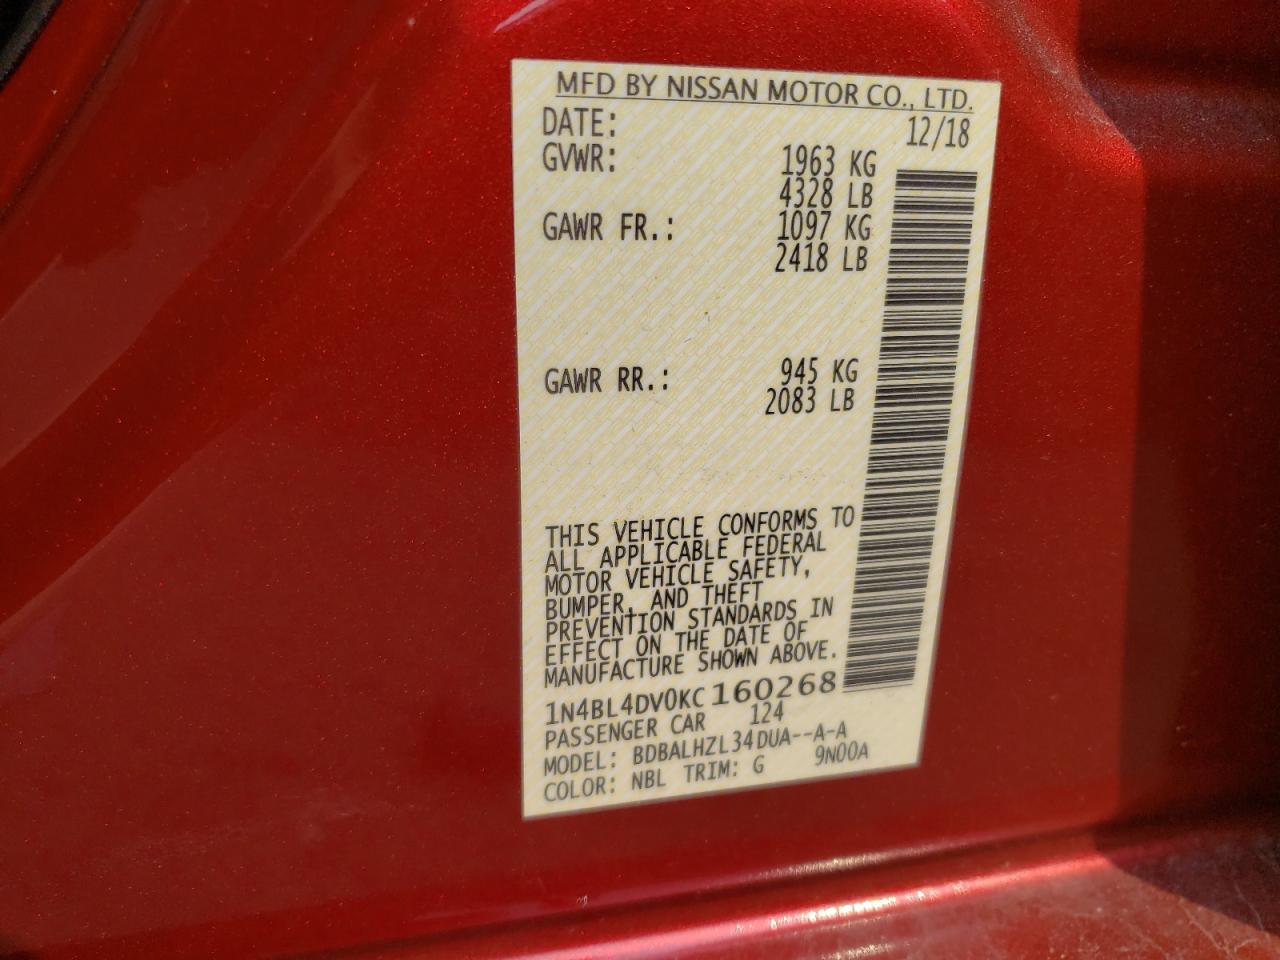 MFD BY NISSAN MOTOR CO., LTD.
DATE: 12/18
GVWR: 1963 KG
4328 LB
GAWR FR.: 1097 KG
2418 LB
GAWR RR.: 945 KG
2083 LB
THIS VEHICLE CONFORMS TO
ALL APPLICABLE FEDERAL
MOTOR VEHICLE SAFETY,
BUMPER, AND THEFT
PREVENTION STANDARDS IN
EFFECT ON THE DATE OF
MANUFACTURE SHOWN ABOVE.
1N4BL4DV0KC160268
PASSENGER CAR 124
MODEL: BDBALHZL34DUA--A-A
COLOR: NBL TRIM: G 9N00A